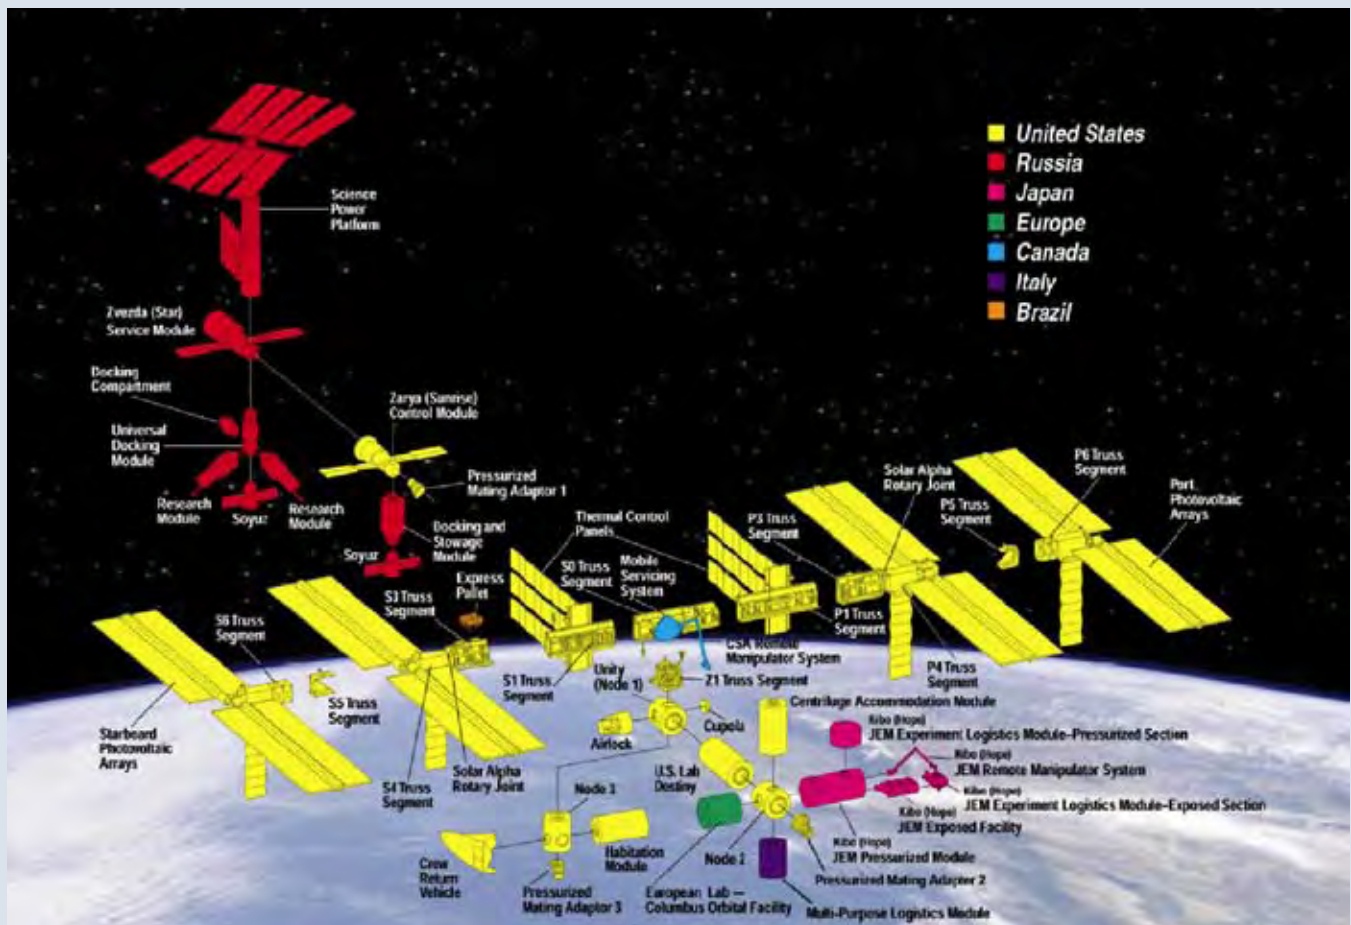 United States
Russia
Japan
Europe
Canada
Italy
Brazil
Science
Power
Platform
Zvezda (Star)
Service Module
Docking
Compartment
Universal
Docking
Module
Research
Module
Soyuz
Research
Module
Zarya (Sunrise)
Control Module
Pressurized
Mating Adaptor 1
Docking and
Stowage
Module
Soyuz
Express
Pallet
S3 Truss
Segment
Thermal Control
Panels
S0 Truss
Segment
Mobile
Servicing
System
P3 Truss
Segment
Solar Alpha
Rotary Joint
P5 Truss
Segment
P6 Truss
Segment
Port
Photovoltaic
Arrays
S6 Truss
Segment
S5 Truss
Segment
Starboard
Photovoltaic
Arrays
S4 Truss
Segment
Solar Alpha
Rotary Joint
S1 Truss
Segment
Unity
(Node 1)
CSA Remote
Manipulator System
P1 Truss
Segment
P4 Truss
Segment
Z1 Truss Segment
Centrifuge Accommodation Module
Cupola
Airlock
U.S. Lab
Destiny
Kibo (Hope)
JEM Experiment Logistics Module–Pressurized Section
Kibo (Hope)
JEM Remote Manipulator System
Kibo (Hope)
JEM Experiment Logistics Module–Exposed Section
Kibo (Hope)
JEM Exposed Facility
Kibo (Hope)
JEM Pressurized Module
Node 3
Habitation
Module
Crew
Return
Vehicle
Pressurized
Mating Adaptor 3
Node 2
European Lab —
Columbus Orbital Facility
Pressurized Mating Adapter 2
Multi-Purpose Logistics Module